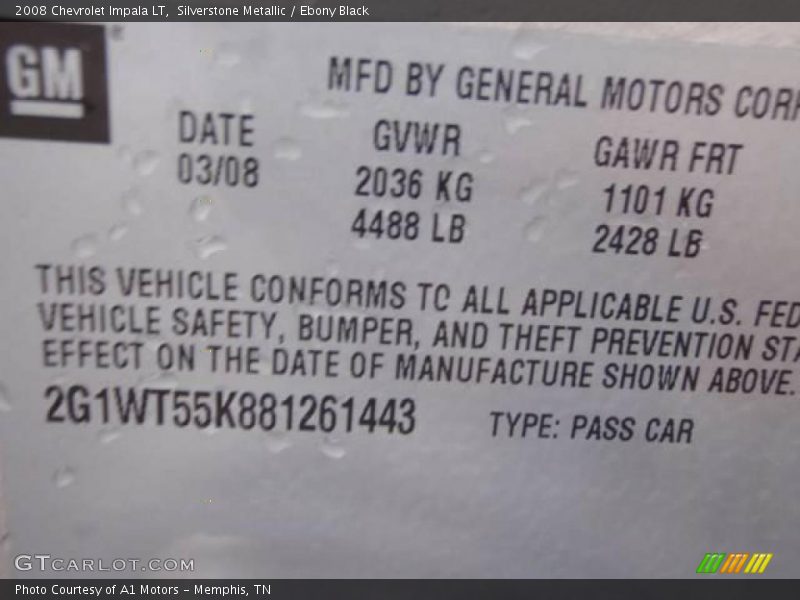 2008 Chevrolet Impala LT,  Silverstone Metallic / Ebony Black
GM
MFD BY GENERAL MOTORS CORP
DATE GVWR GAWR FRT
03/08 2036 KG 1101 KG
4488 LB 2428 LB
THIS VEHICLE CONFORMS TO ALL APPLICABLE U.S. FED
VEHICLE SAFETY, BUMPER, AND THEFT PREVENTION STA
EFFECT ON THE DATE OF MANUFACTURE SHOWN ABOVE.
2G1WT55K881261443 TYPE: PASS CAR
GTCARLOT.COM
Photo Courtesy of A1 Motors - Memphis, TN